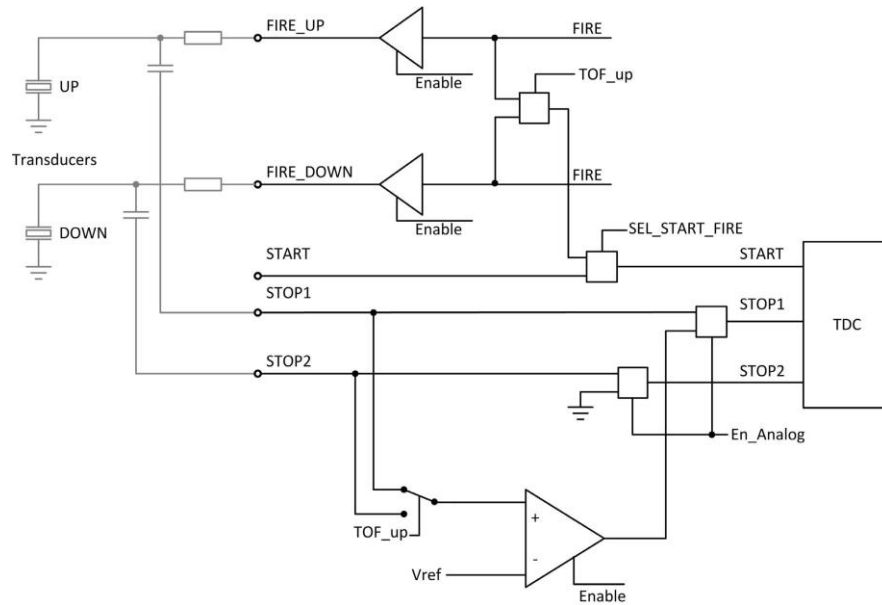 FIRE_UP
FIRE
Enable
TOF_up
UP
Transducers
FIRE_DOWN
FIRE
Enable
DOWN
SEL_START_FIRE
START
START
STOP1
STOP1
TDC
STOP2
STOP2
En_Analog
+
TOF_up
-
Vref
Enable